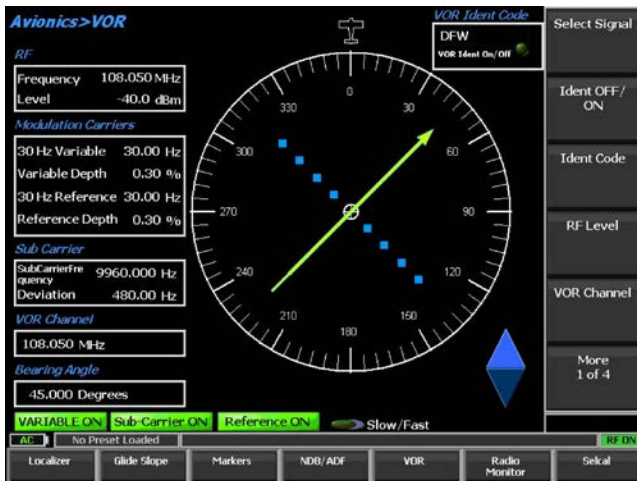 Avionics>VOR
RF
Frequency 108.050 MHz
Level -40.0 dBm
Modulation Carriers
30 Hz Variable 30.00 Hz
Variable Depth 0.30 %
30 Hz Reference 30.00 Hz
Reference Depth 0.30 %
Sub Carrier
SubCarrierFre
quency 9960.000 Hz
Deviation 480.00 Hz
VOR Channel
108.050 MHz
Bearing Angle
45.000 Degrees
VARIABLE ON Sub-Carrier ON Reference ON Slow/Fast
0
30
60
90
120
150
180
210
240
270
300
330
VOR Ident Code
DFW
VOR Ident On/Off
Select Signal
Ident OFF/
ON
Ident Code
RF Level
VOR Channel
More
1 of 4
AC No Preset Loaded RF ON
Localizer Glide Slope Markers NDB/ADF VOR Radio
Monitor Selcal